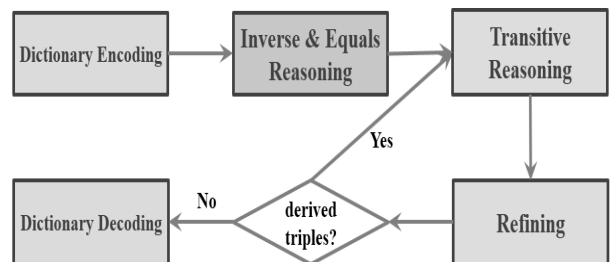 Dictionary Encoding
Inverse & Equals
Reasoning
Transitive
Reasoning
Yes
No
Dictionary Decoding
derived
triples?
Refining